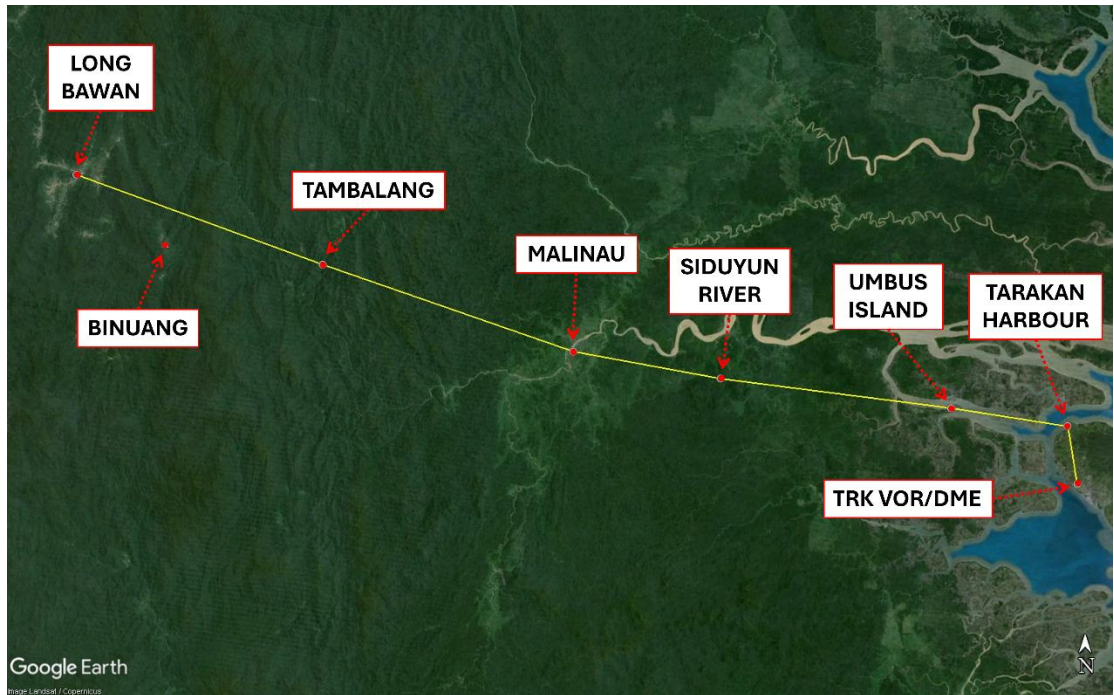 LONG
BAWAN
TAMBALANG
MALINAU
SIDUYUN
RIVER
UMBUS
ISLAND
TARAKAN
HARBOUR
BINUANG
TRK VOR/DME
N
Google Earth
Image Landsat / Copernicus